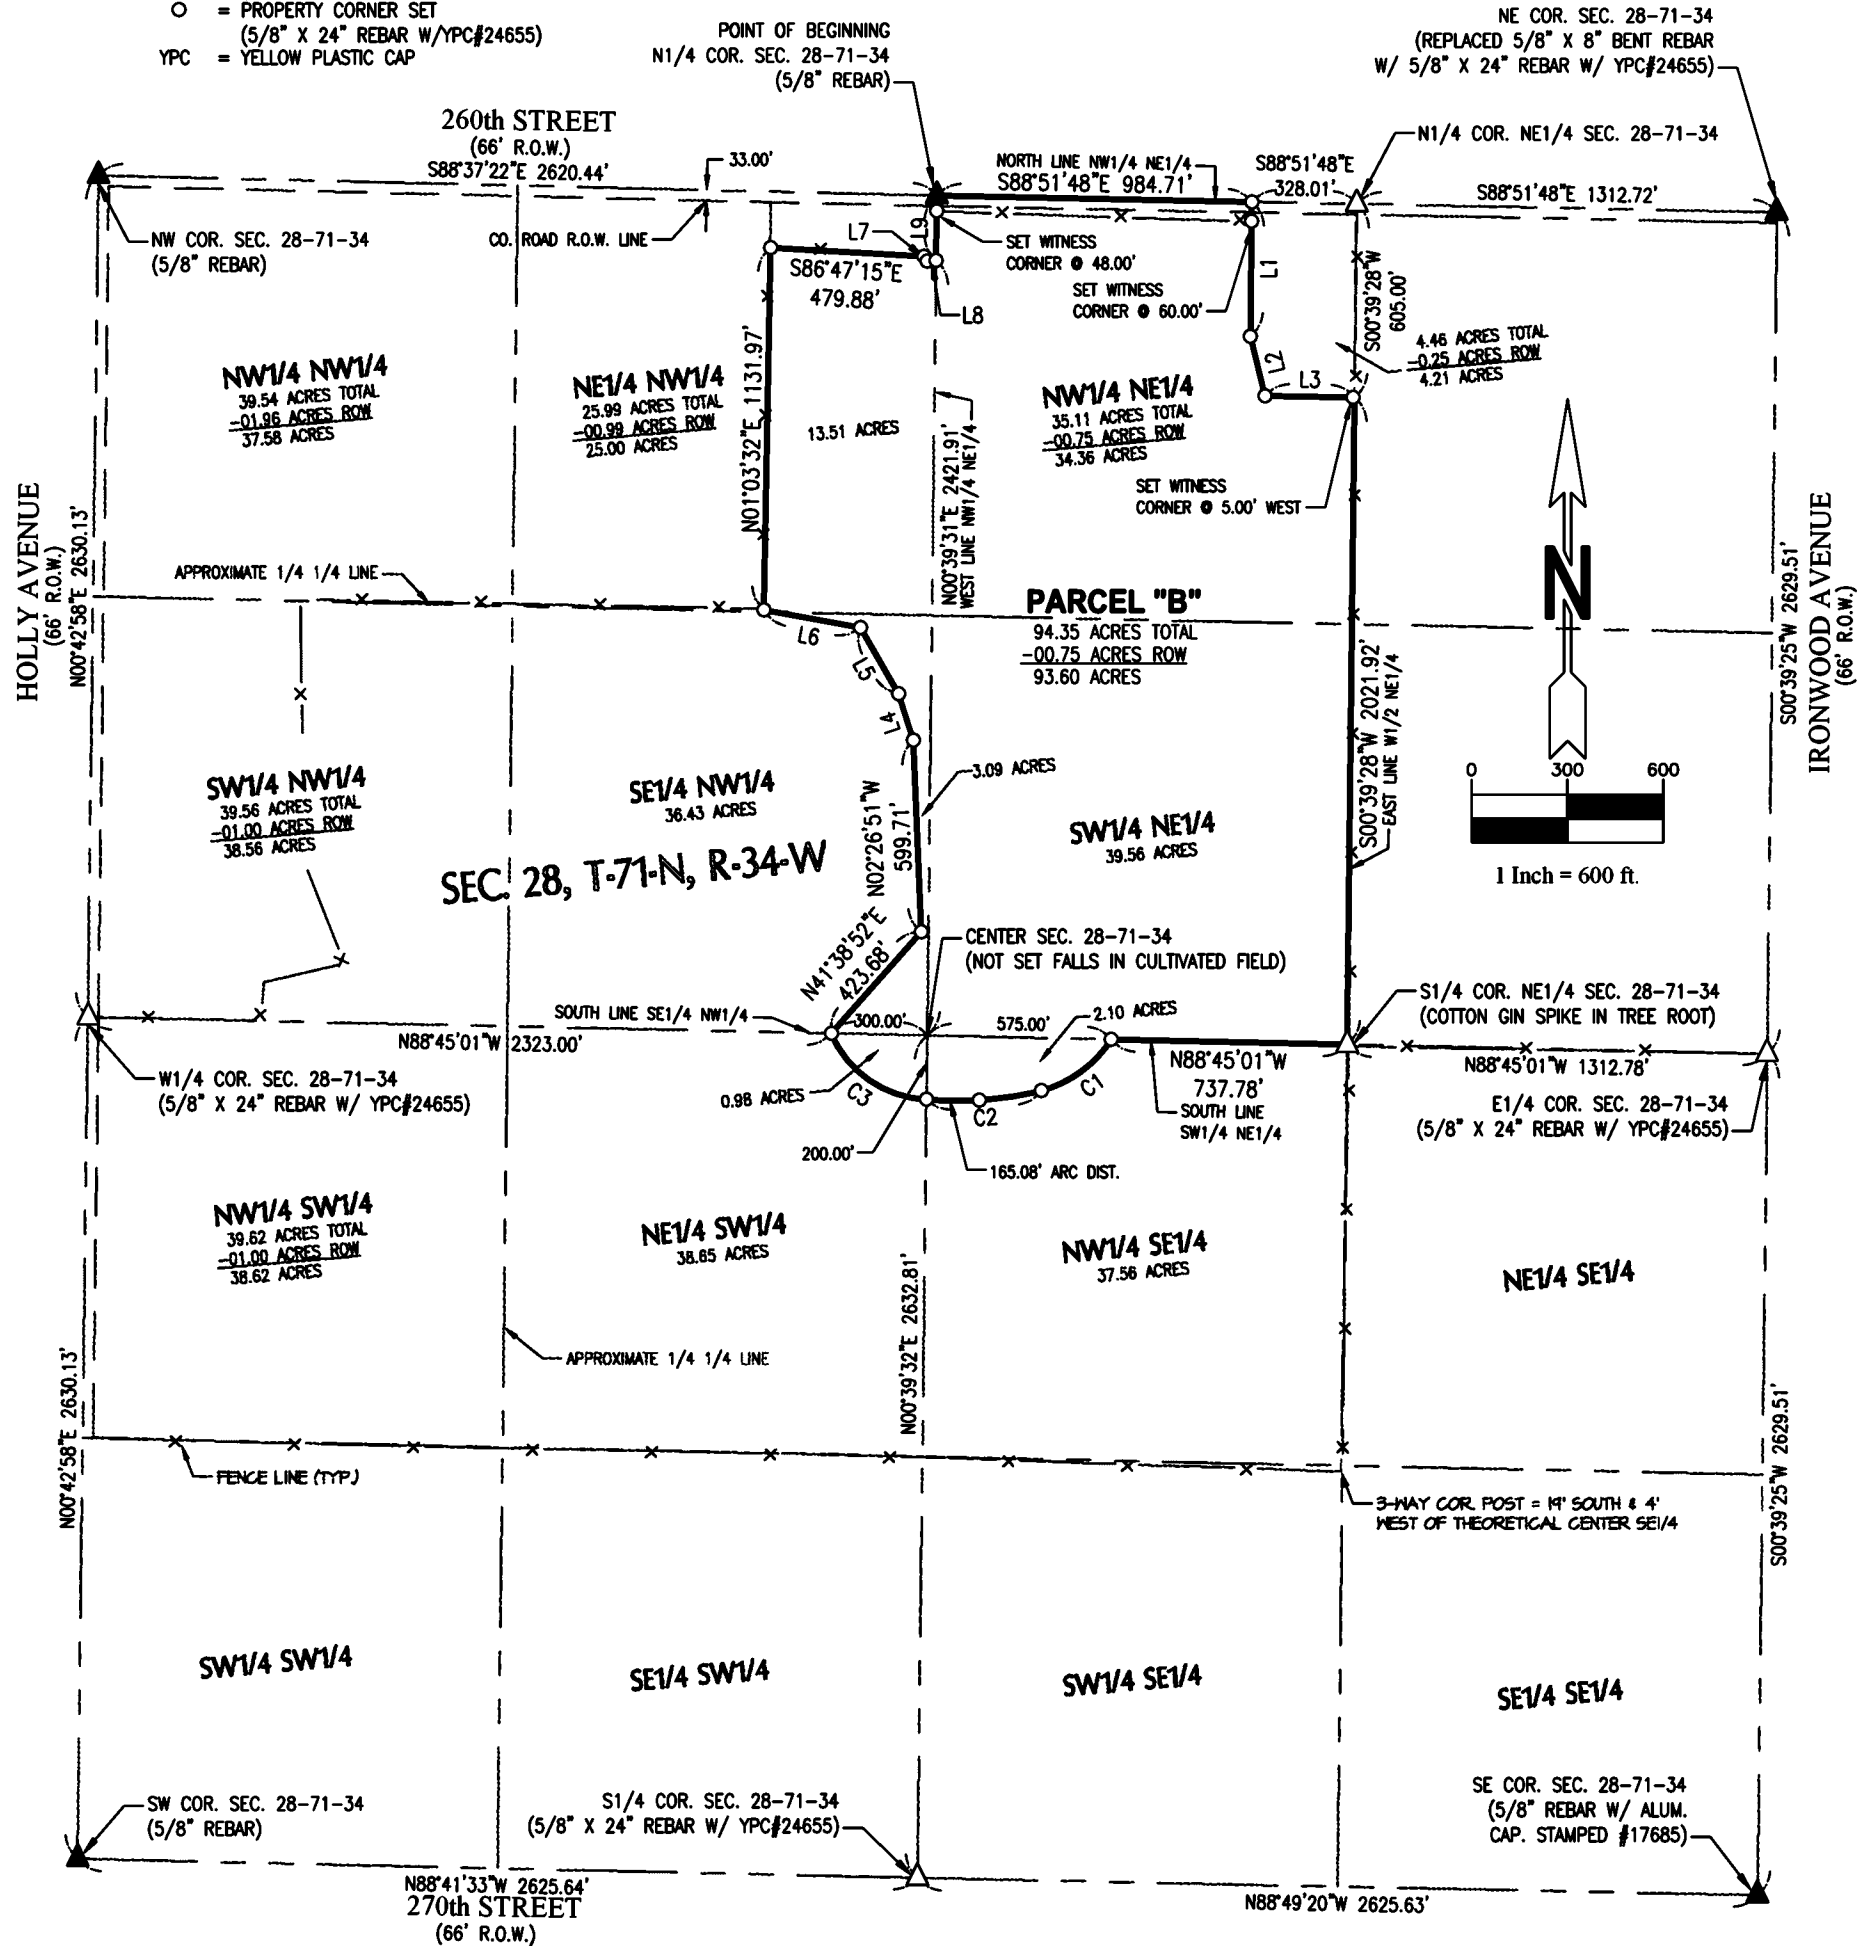 = PROPERTY CORNER SET
(5/8" X 24" REBAR W/YPC#24655)
YPC = YELLOW PLASTIC CAP
POINT OF BEGINNING
N1/4 COR. SEC. 28-71-34
(5/8" REBAR)
NE COR. SEC. 28-71-34
(REPLACED 5/8" X 8" BENT REBAR
W/ 5/8" X 24" REBAR W/ YPC#24655)
260th STREET
(66' R.O.W.)
S88°37'22"E 2620.44'
33.00'
NORTH LINE NW1/4 NE1/4
S88°51'48"E 984.71'
S88°51'48"E
328.01'
N1/4 COR. NE1/4 SEC. 28-71-34
S88°51'48"E 1312.72'
NW COR. SEC. 28-71-34
(5/8" REBAR)
CO. ROAD R.O.W. LINE
L7
L9
SET WITNESS
CORNER @ 48.00'
S86°47'15"E
479.88'
L8
SET WITNESS
CORNER @ 60.00'
L1
L2
L3
S00°39'28"W
605.00'
4.46 ACRES TOTAL
-0.25 ACRES ROW
4.21 ACRES
NW1/4 NW1/4
39.54 ACRES TOTAL
-01.96 ACRES ROW
37.58 ACRES
NE1/4 NW1/4
25.99 ACRES TOTAL
-00.99 ACRES ROW
25.00 ACRES
N01°03'32"E 1131.97'
13.51 ACRES
N00°39'31"E 2421.91'
WEST LINE NW1/4 NE1/4
NW1/4 NE1/4
35.11 ACRES TOTAL
-00.75 ACRES ROW
34.36 ACRES
SET WITNESS
CORNER @ 5.00' WEST
N
HOLLY AVENUE
(66' R.O.W.)
N00°42'58"E 2630.13'
APPROXIMATE 1/4 1/4 LINE
PARCEL "B"
94.35 ACRES TOTAL
-00.75 ACRES ROW
93.60 ACRES
L6
L5
L4
S00°39'28"W 2021.92'
EAST LINE W1/2 NE1/4
S00°39'25"W 2629.51'
IRONWOOD AVENUE
(66' R.O.W.)
0 300 600
1 Inch = 600 ft.
SW1/4 NW1/4
39.56 ACRES TOTAL
-01.00 ACRES ROW
38.56 ACRES
SE1/4 NW1/4
36.43 ACRES
N02°26'51"W
599.71'
3.09 ACRES
SW1/4 NE1/4
39.56 ACRES
SEC. 28, T-71-N, R-34-W
N41°38'52"E
423.68'
CENTER SEC. 28-71-34
(NOT SET FALLS IN CULTIVATED FIELD)
SOUTH LINE SE1/4 NW1/4
300.00'
575.00'
2.10 ACRES
S1/4 COR. NE1/4 SEC. 28-71-34
(COTTON GIN SPIKE IN TREE ROOT)
N88°45'01"W 2323.00'
N88°45'01"W
737.78'
N88°45'01"W 1312.78'
W1/4 COR. SEC. 28-71-34
(5/8" X 24" REBAR W/ YPC#24655)
0.98 ACRES
C3
C2
C1
SOUTH LINE
SW1/4 NE1/4
E1/4 COR. SEC. 28-71-34
(5/8" X 24" REBAR W/ YPC#24655)
200.00'
165.08' ARC DIST.
NW1/4 SW1/4
39.62 ACRES TOTAL
-01.00 ACRES ROW
38.62 ACRES
NE1/4 SW1/4
38.65 ACRES
NW1/4 SE1/4
37.56 ACRES
NE1/4 SE1/4
N00°39'32"E 2632.81'
APPROXIMATE 1/4 1/4 LINE
N00°42'58"E 2630.13'
FENCE LINE (TYP.)
3-WAY COR. POST = 19' SOUTH & 4'
WEST OF THEORETICAL CENTER SE1/4
S00°39'25"W 2629.51'
SW1/4 SW1/4
SE1/4 SW1/4
SW1/4 SE1/4
SE1/4 SE1/4
SW COR. SEC. 28-71-34
(5/8" REBAR)
S1/4 COR. SEC. 28-71-34
(5/8" X 24" REBAR W/ YPC#24655)
SE COR. SEC. 28-71-34
(5/8" REBAR W/ ALUM.
CAP. STAMPED #17685)
N88°41'33"W 2625.64'
270th STREET
(66' R.O.W.)
N88°49'20"W 2625.63'